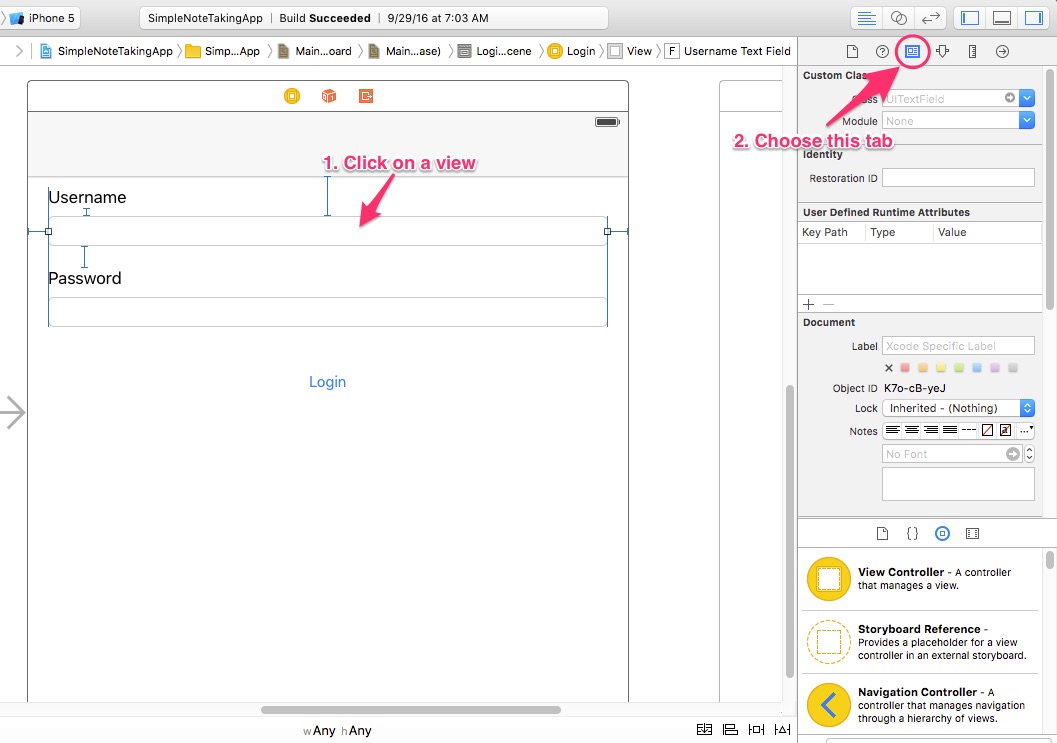 iPhone 5
SimpleNoteTakingApp | Build Succeeded | 9/29/16 at 7:03 AM
SimpleNoteTakingApp
Simp...App
Main...oard
Main...ase)
Logi...cene
Login
View
F Username Text Field
1. Click on a view
Username
Password
Login
wAny hAny
Custom Clas
Class UITextField
Module None
2. Choose this tab
Identity
Restoration ID
User Defined Runtime Attributes
Key Path Type Value
Document
Label Xcode Specific Label
Object ID K7o-cB-yeJ
Lock Inherited - (Nothing)
Notes
No Font
View Controller - A controller
that manages a view.
Storyboard Reference -
Provides a placeholder for a view
controller in an external storyboard.
Navigation Controller - A
controller that manages navigation
through a hierarchy of views.